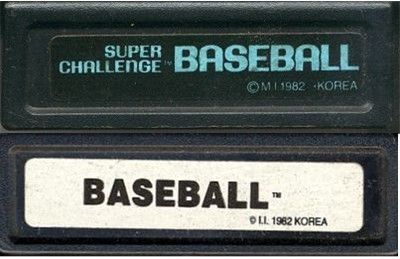 SUPER
CHALLENGE™ BASEBALL
© M I 1982 · KOREA
BASEBALL™
© I.I. 1982 KOREA